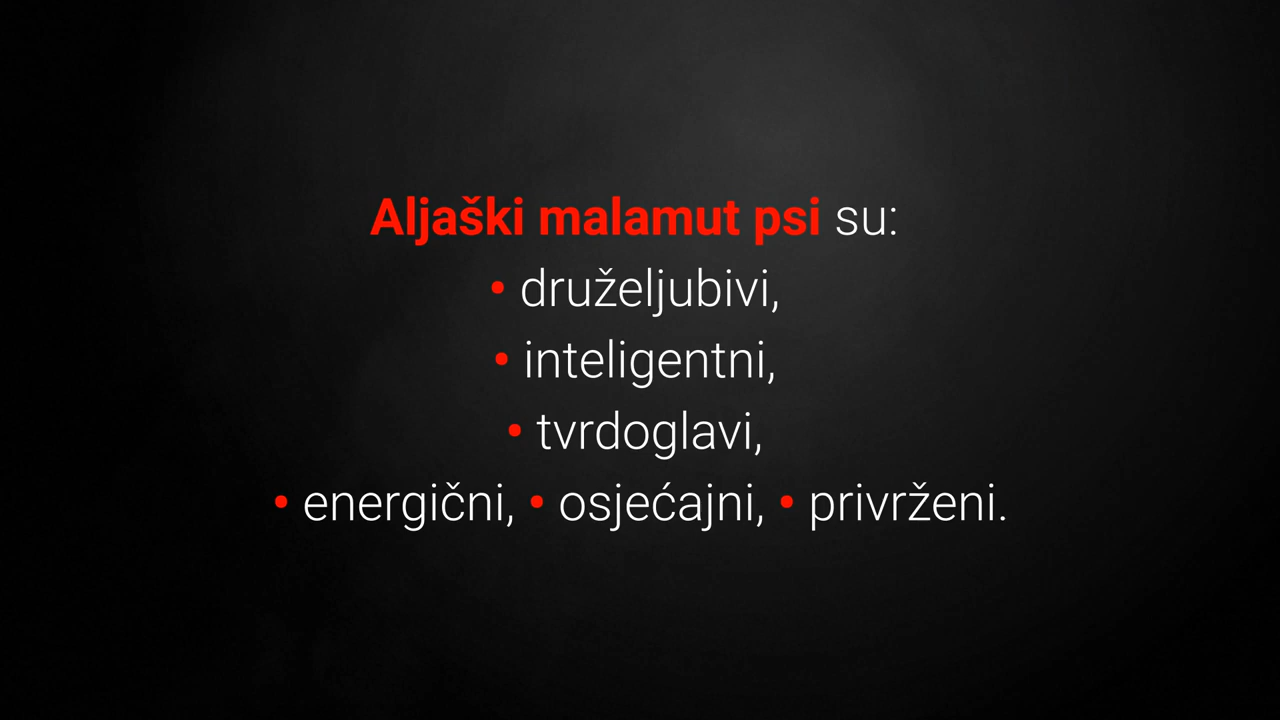 Aljaški malamut psi su:
• druželjubivi,
• inteligentni,
• tvrdoglavi,
• energični, • osjećajni, • privrženi.